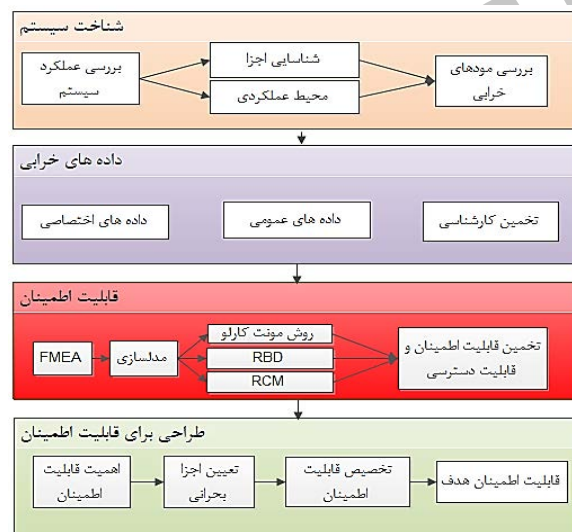 شناخت سیستم
بررسی عملکرد
سیستم
شناسایی اجزا
محیط عملکردی
بررسی مودهای
خرابی
داده های خرابی
داده های اختصاصی
داده های عمومی
تخمین کارشناسی
قابلیت اطمینان
FMEA
مدلسازی
روش مونت کارلو
RBD
RCM
تخمین قابلیت اطمینان و
قابلیت دسترسی
طراحی برای قابلیت اطمینان
اهمیت قابلیت
اطمینان
تعیین اجزا
بحرانی
تخصیص قابلیت
اطمینان
قابلیت اطمینان هدف